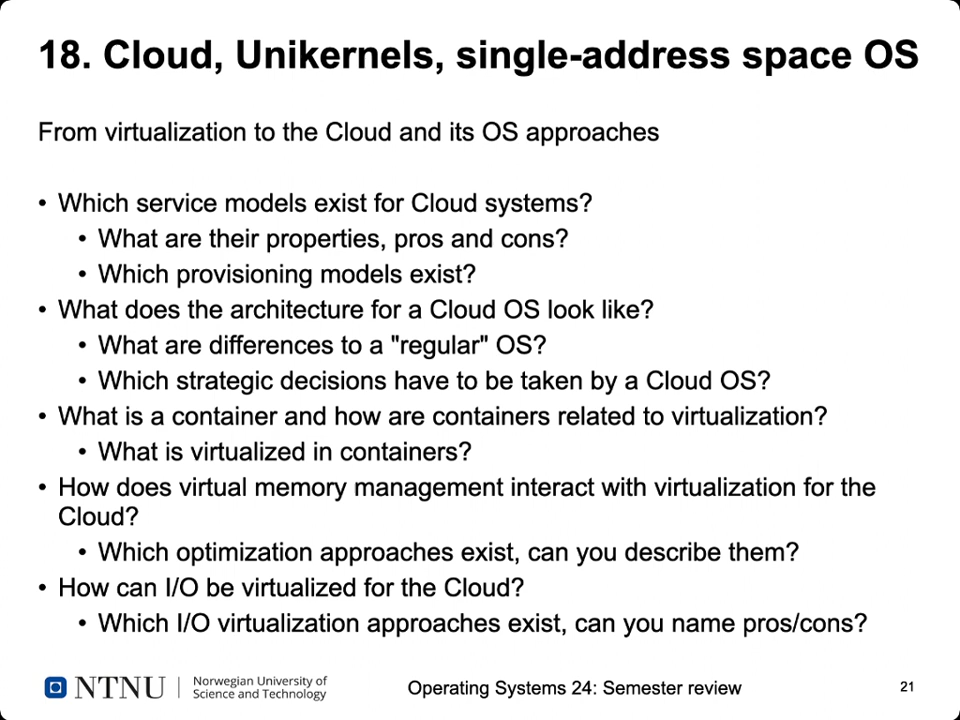 18. Cloud, Unikernels, single-address space OS
From virtualization to the Cloud and its OS approaches
• Which service models exist for Cloud systems?
• What are their properties, pros and cons?
• Which provisioning models exist?
• What does the architecture for a Cloud OS look like?
• What are differences to a "regular" OS?
• Which strategic decisions have to be taken by a Cloud OS?
• What is a container and how are containers related to virtualization?
• What is virtualized in containers?
• How does virtual memory management interact with virtualization for the
Cloud?
• Which optimization approaches exist, can you describe them?
• How can I/O be virtualized for the Cloud?
• Which I/O virtualization approaches exist, can you name pros/cons?
NTNU
Norwegian University of
Science and Technology
Operating Systems 24: Semester review
21